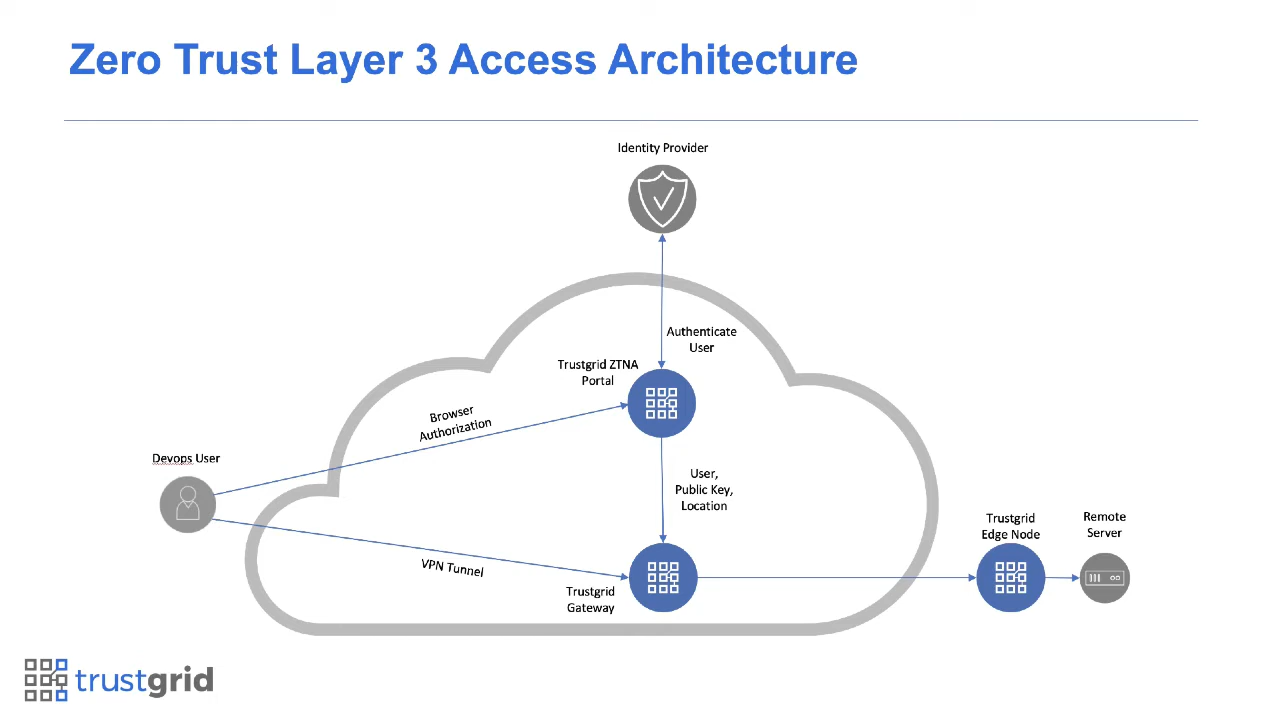 Zero Trust Layer 3 Access Architecture
Identity Provider
Authenticate
User
Trustgrid ZTNA
Portal
Browser
Authorization
Devops User
User,
Public Key,
Location
VPN Tunnel
Trustgrid
Gateway
Trustgrid
Edge Node
Remote
Server
trustgrid